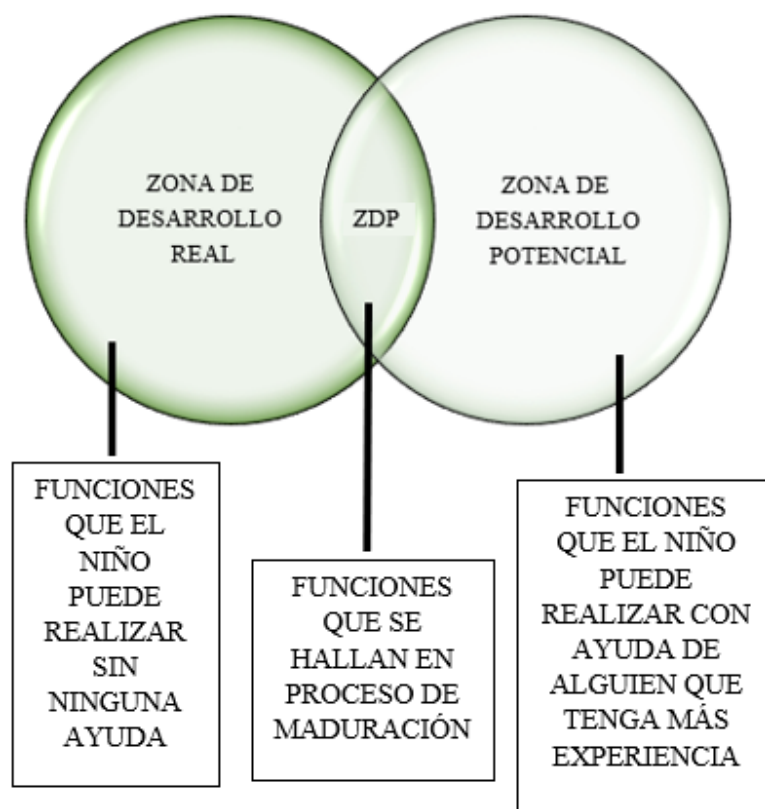 ZONA DE
DESARROLLO
REAL
ZDP
ZONA DE
DESARROLLO
POTENCIAL
FUNCIONES
QUE EL
NIÑO
PUEDE
REALIZAR
SIN
NINGUNA
AYUDA
FUNCIONES
QUE SE
HALLAN EN
PROCESO DE
MADURACIÓN
FUNCIONES
QUE EL NIÑO
PUEDE
REALIZAR CON
AYUDA DE
ALGUIEN QUE
TENGA MÁS
EXPERIENCIA